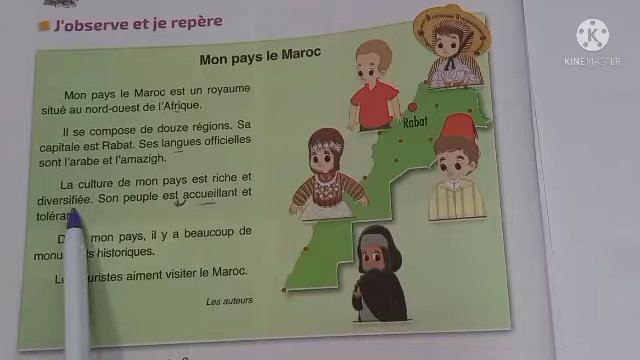 J'observe et je repère
Mon pays le Maroc
Mon pays le Maroc est un royaume
situé au nord-ouest de l'Afrique.
Il se compose de douze régions. Sa
capitale est Rabat. Ses langues officielles
sont l'arabe et l'amazigh.
La culture de mon pays est riche et
diversifiée. Son peuple est accueillant et
mon pays, il y a beaucoup de
historiques.
aiment visiter le Maroc.
Les auteurs
Rabat
KINEMASTER